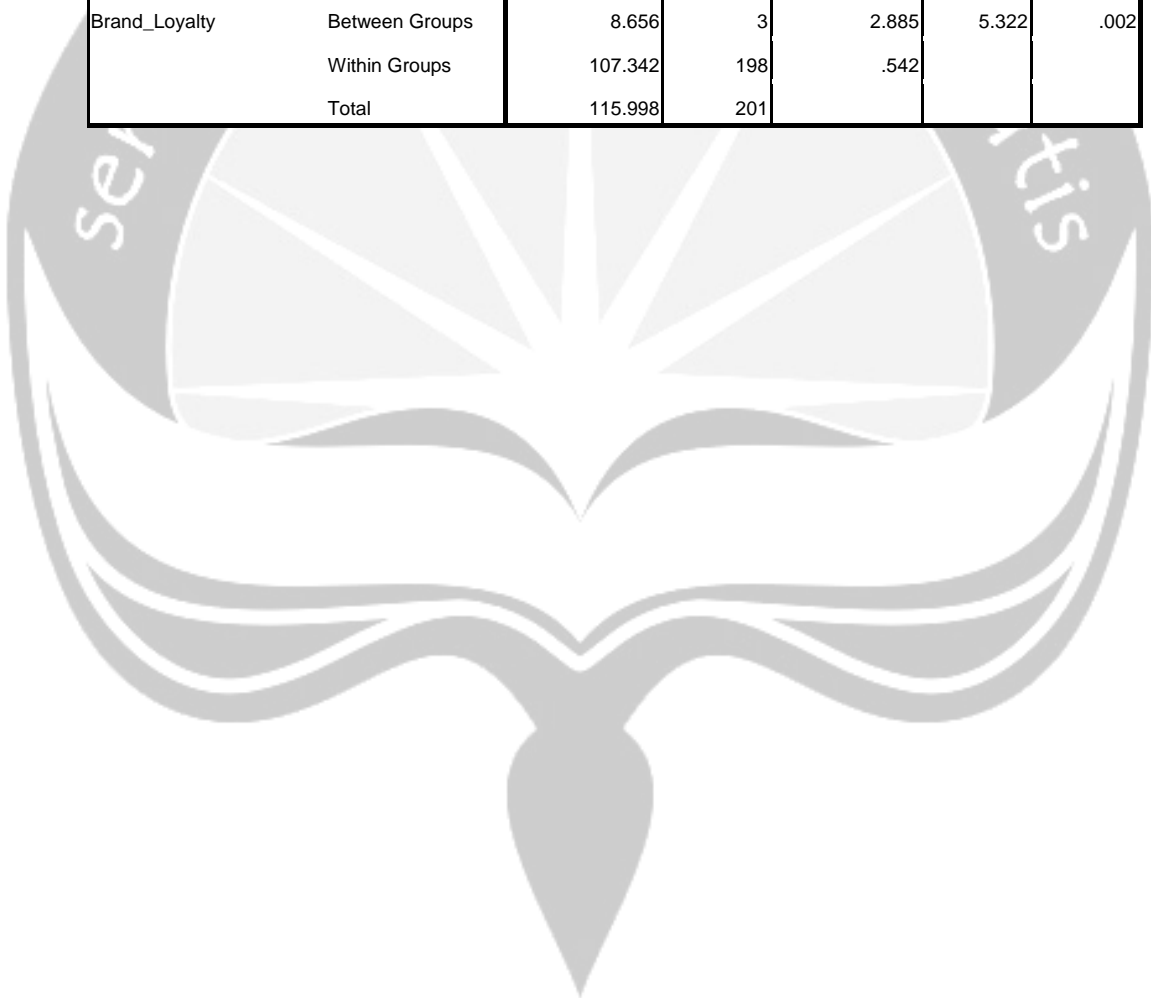 Brand_Loyalty Between Groups 8.656 3 2.885 5.322 .002
Within Groups 107.342 198 .542
Total 115.998 201